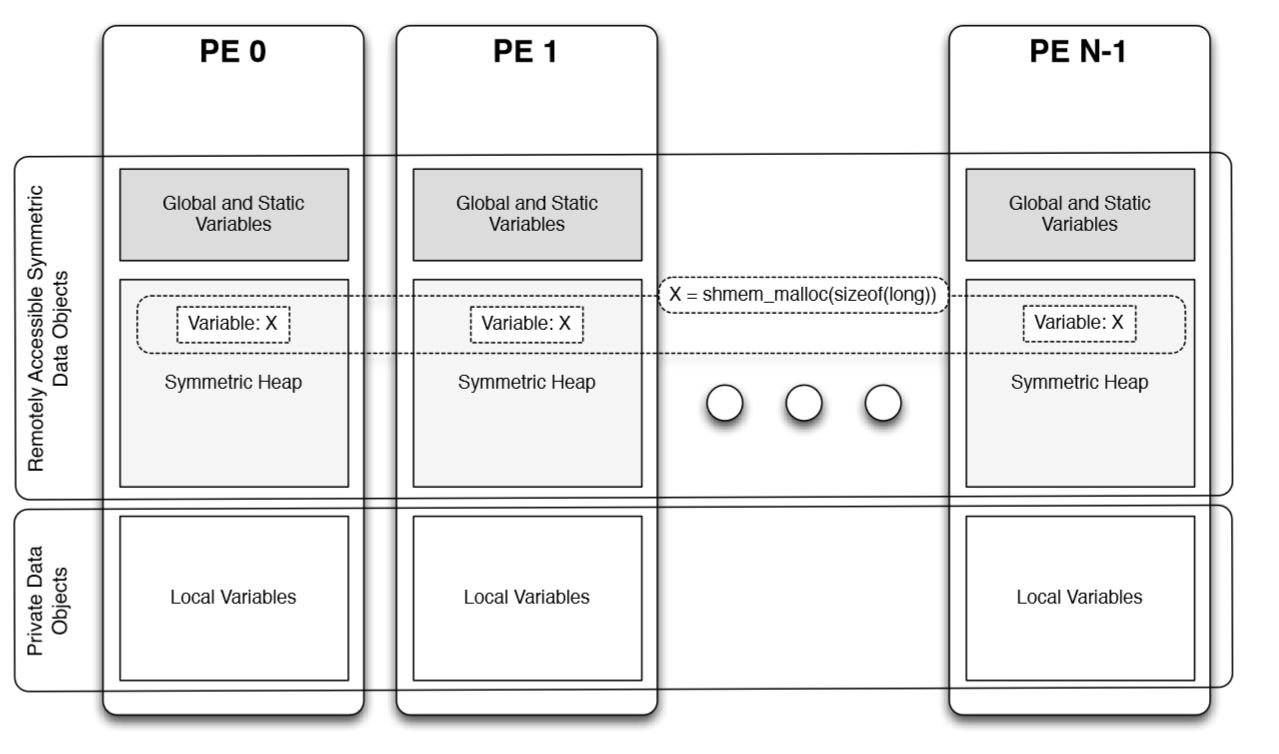 PE 0
PE 1
PE N-1
Remotely Accessible Symmetric
Data Objects
Global and Static
Variables
Global and Static
Variables
Global and Static
Variables
X = shmem_malloc(sizeof(long))
Variable: X
Variable: X
Variable: X
Symmetric Heap
Symmetric Heap
Symmetric Heap
Private Data
Objects
Local Variables
Local Variables
Local Variables